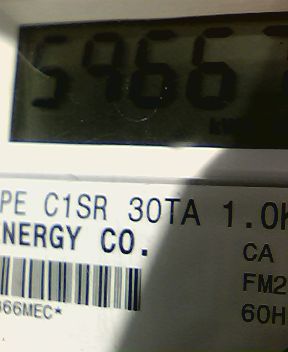 5966
PE C1SR 30TA 1.0
NERGY CO.
CA
FM2
66MEC*
60H